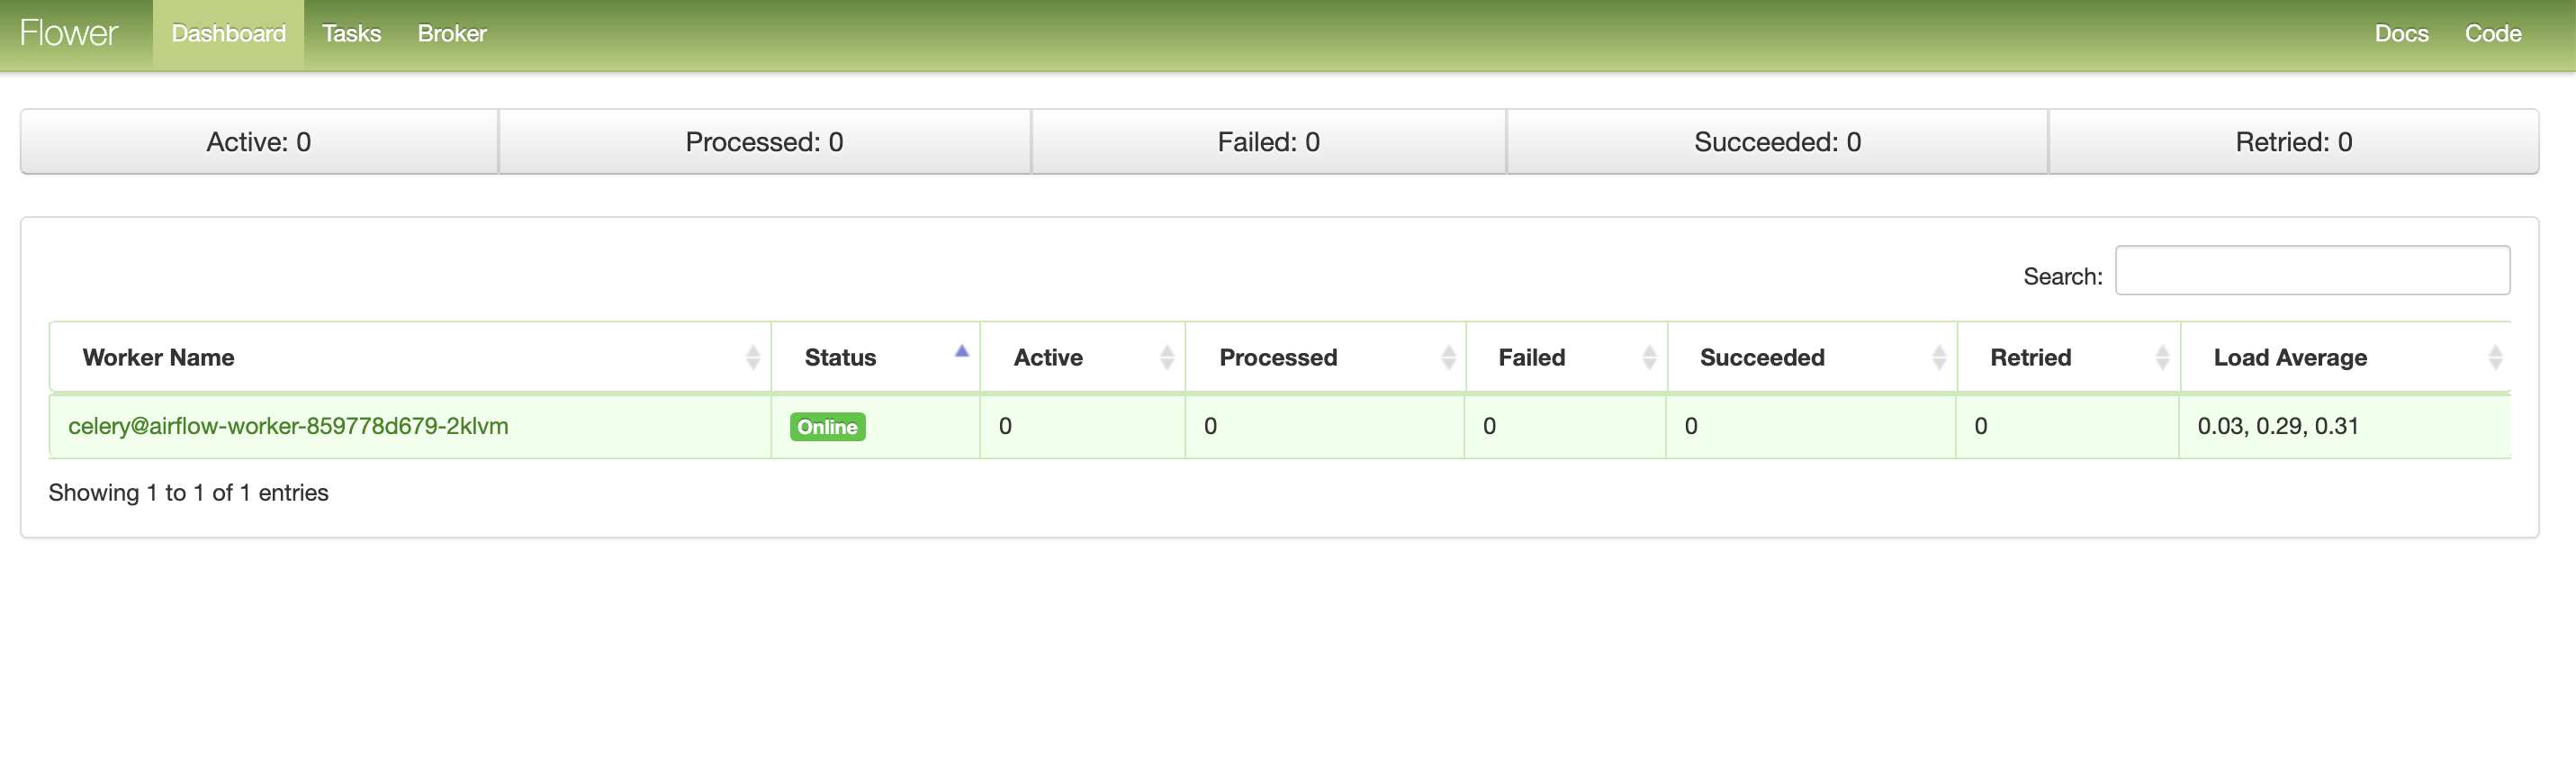 Flower Dashboard Tasks Broker Docs Code
Active: 0 Processed: 0 Failed: 0 Succeeded: 0 Retried: 0
Search:
Worker Name Status Active Processed Failed Succeeded Retried Load Average
celery@airflow-worker-859778d679-2klvm Online 0 0 0 0 0 0.03, 0.29, 0.31
Showing 1 to 1 of 1 entries